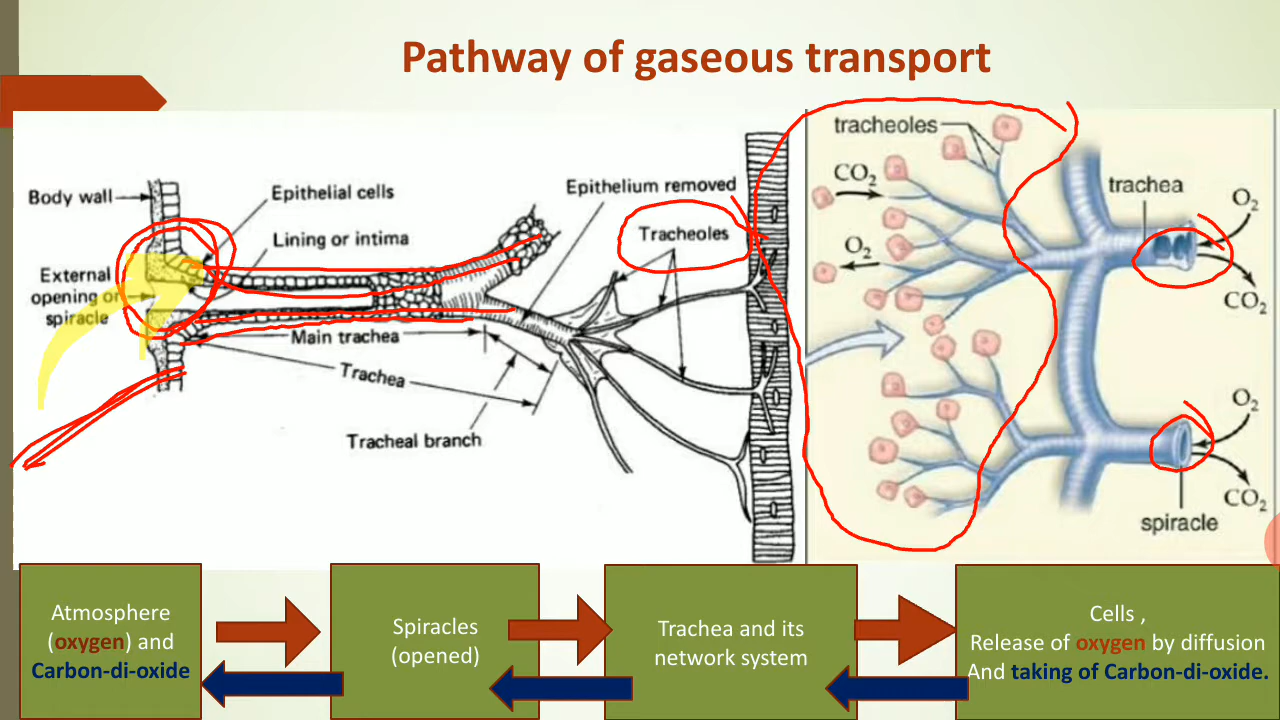 Pathway of gaseous transport
Body wall
Epithelial cells
Lining or intima
External
opening or
spiracle
Main trachea
Trachea
Tracheal branch
Epithelium removed
Tracheoles
tracheoles
CO₂
O₂
trachea
O₂
CO₂
O₂
CO₂
spiracle
Atmosphere
(oxygen) and
Carbon-di-oxide
Spiracles
(opened)
Trachea and its
network system
Cells ,
Release of oxygen by diffusion
And taking of Carbon-di-oxide.